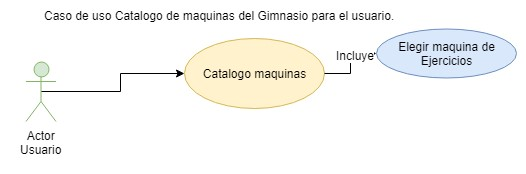 Caso de uso Catalogo de maquinas del Gimnasio para el usuario.
Elegir maquina de
Ejercicios
Incluye
Catalogo maquinas
Actor
Usuario